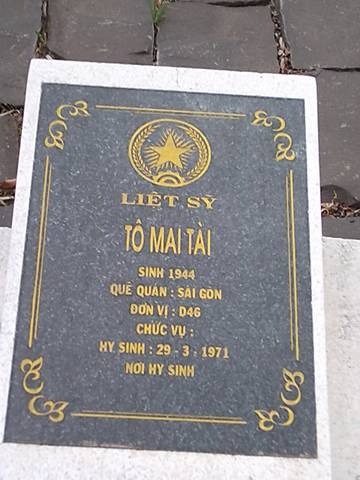 LIỆT SỸ
TÔ MAI TÀI
SINH 1944
QUÊ QUÁN : SÀI GÒN
ĐƠN VỊ : D46
CHỨC VỤ :
HY SINH : 29 - 3 - 1971
NƠI HY SINH